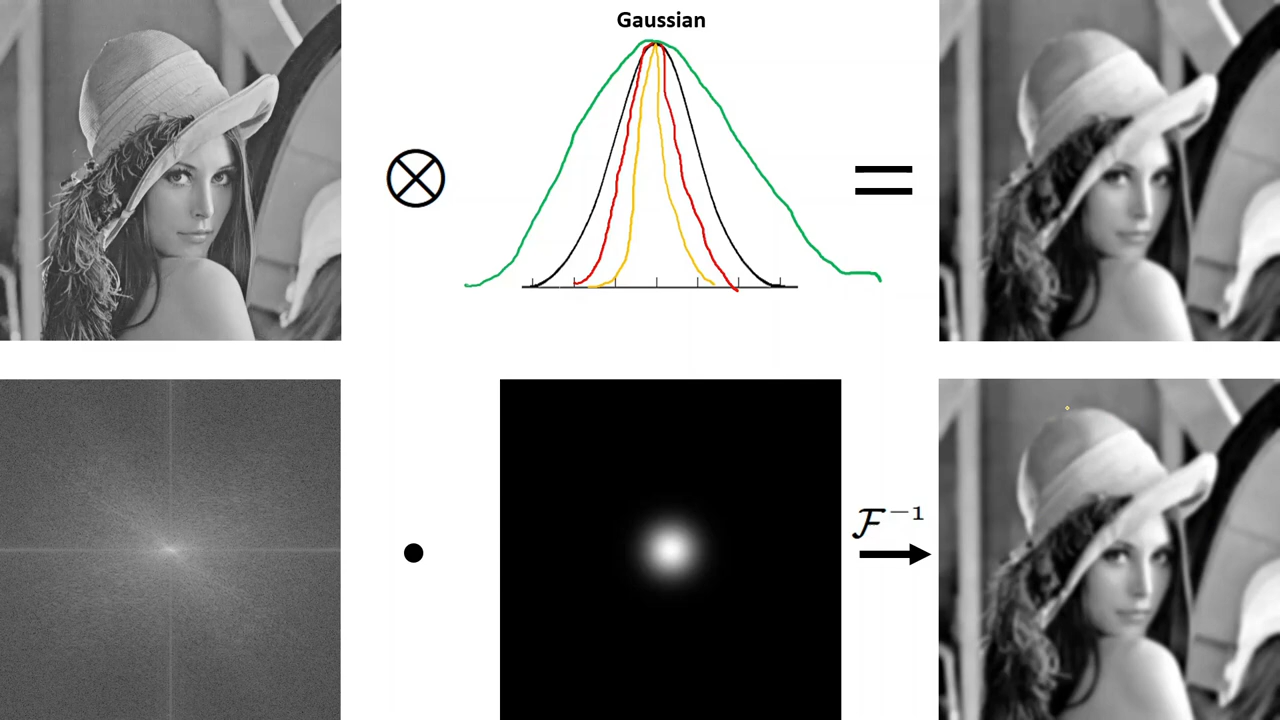 Gaussian
⊗
=
•
ℱ⁻¹